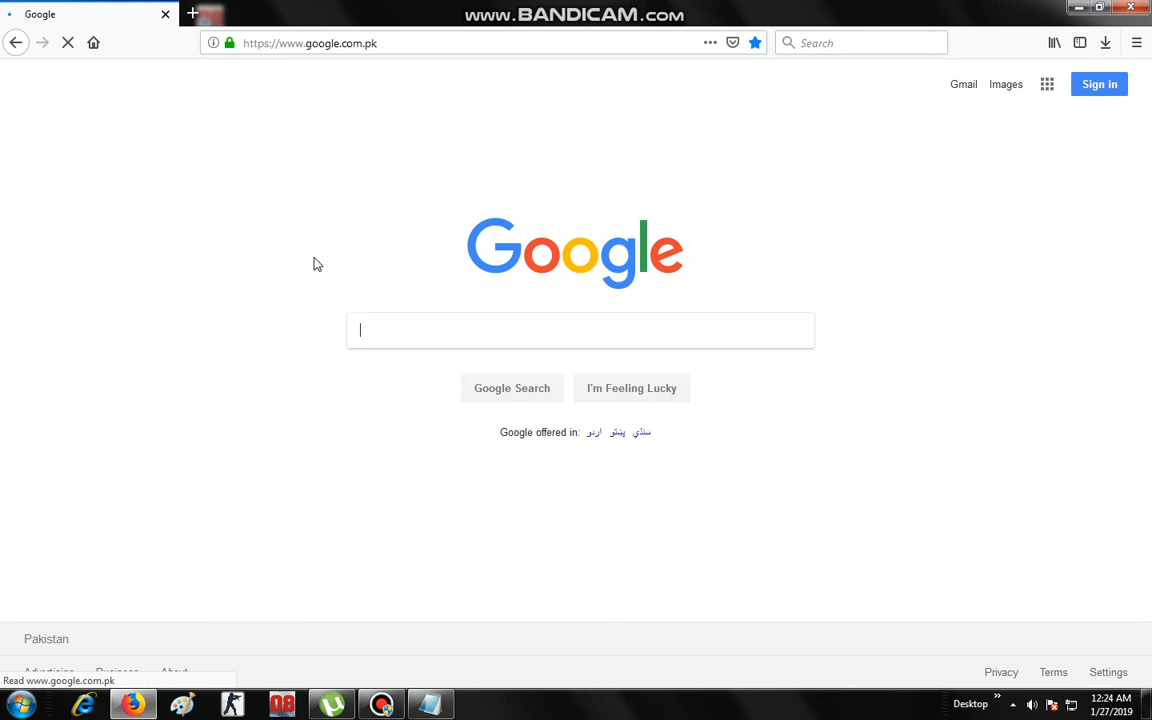 Google
www.BANDICAM.com
https://www.google.com.pk
Search
Gmail Images Sign in
Google
Google Search I'm Feeling Lucky
Google offered in: اردو پښتو سنڌي
Pakistan
Advertising Business About
Privacy Terms Settings
Read www.google.com.pk
08
Desktop
12:24 AM
1/27/2019